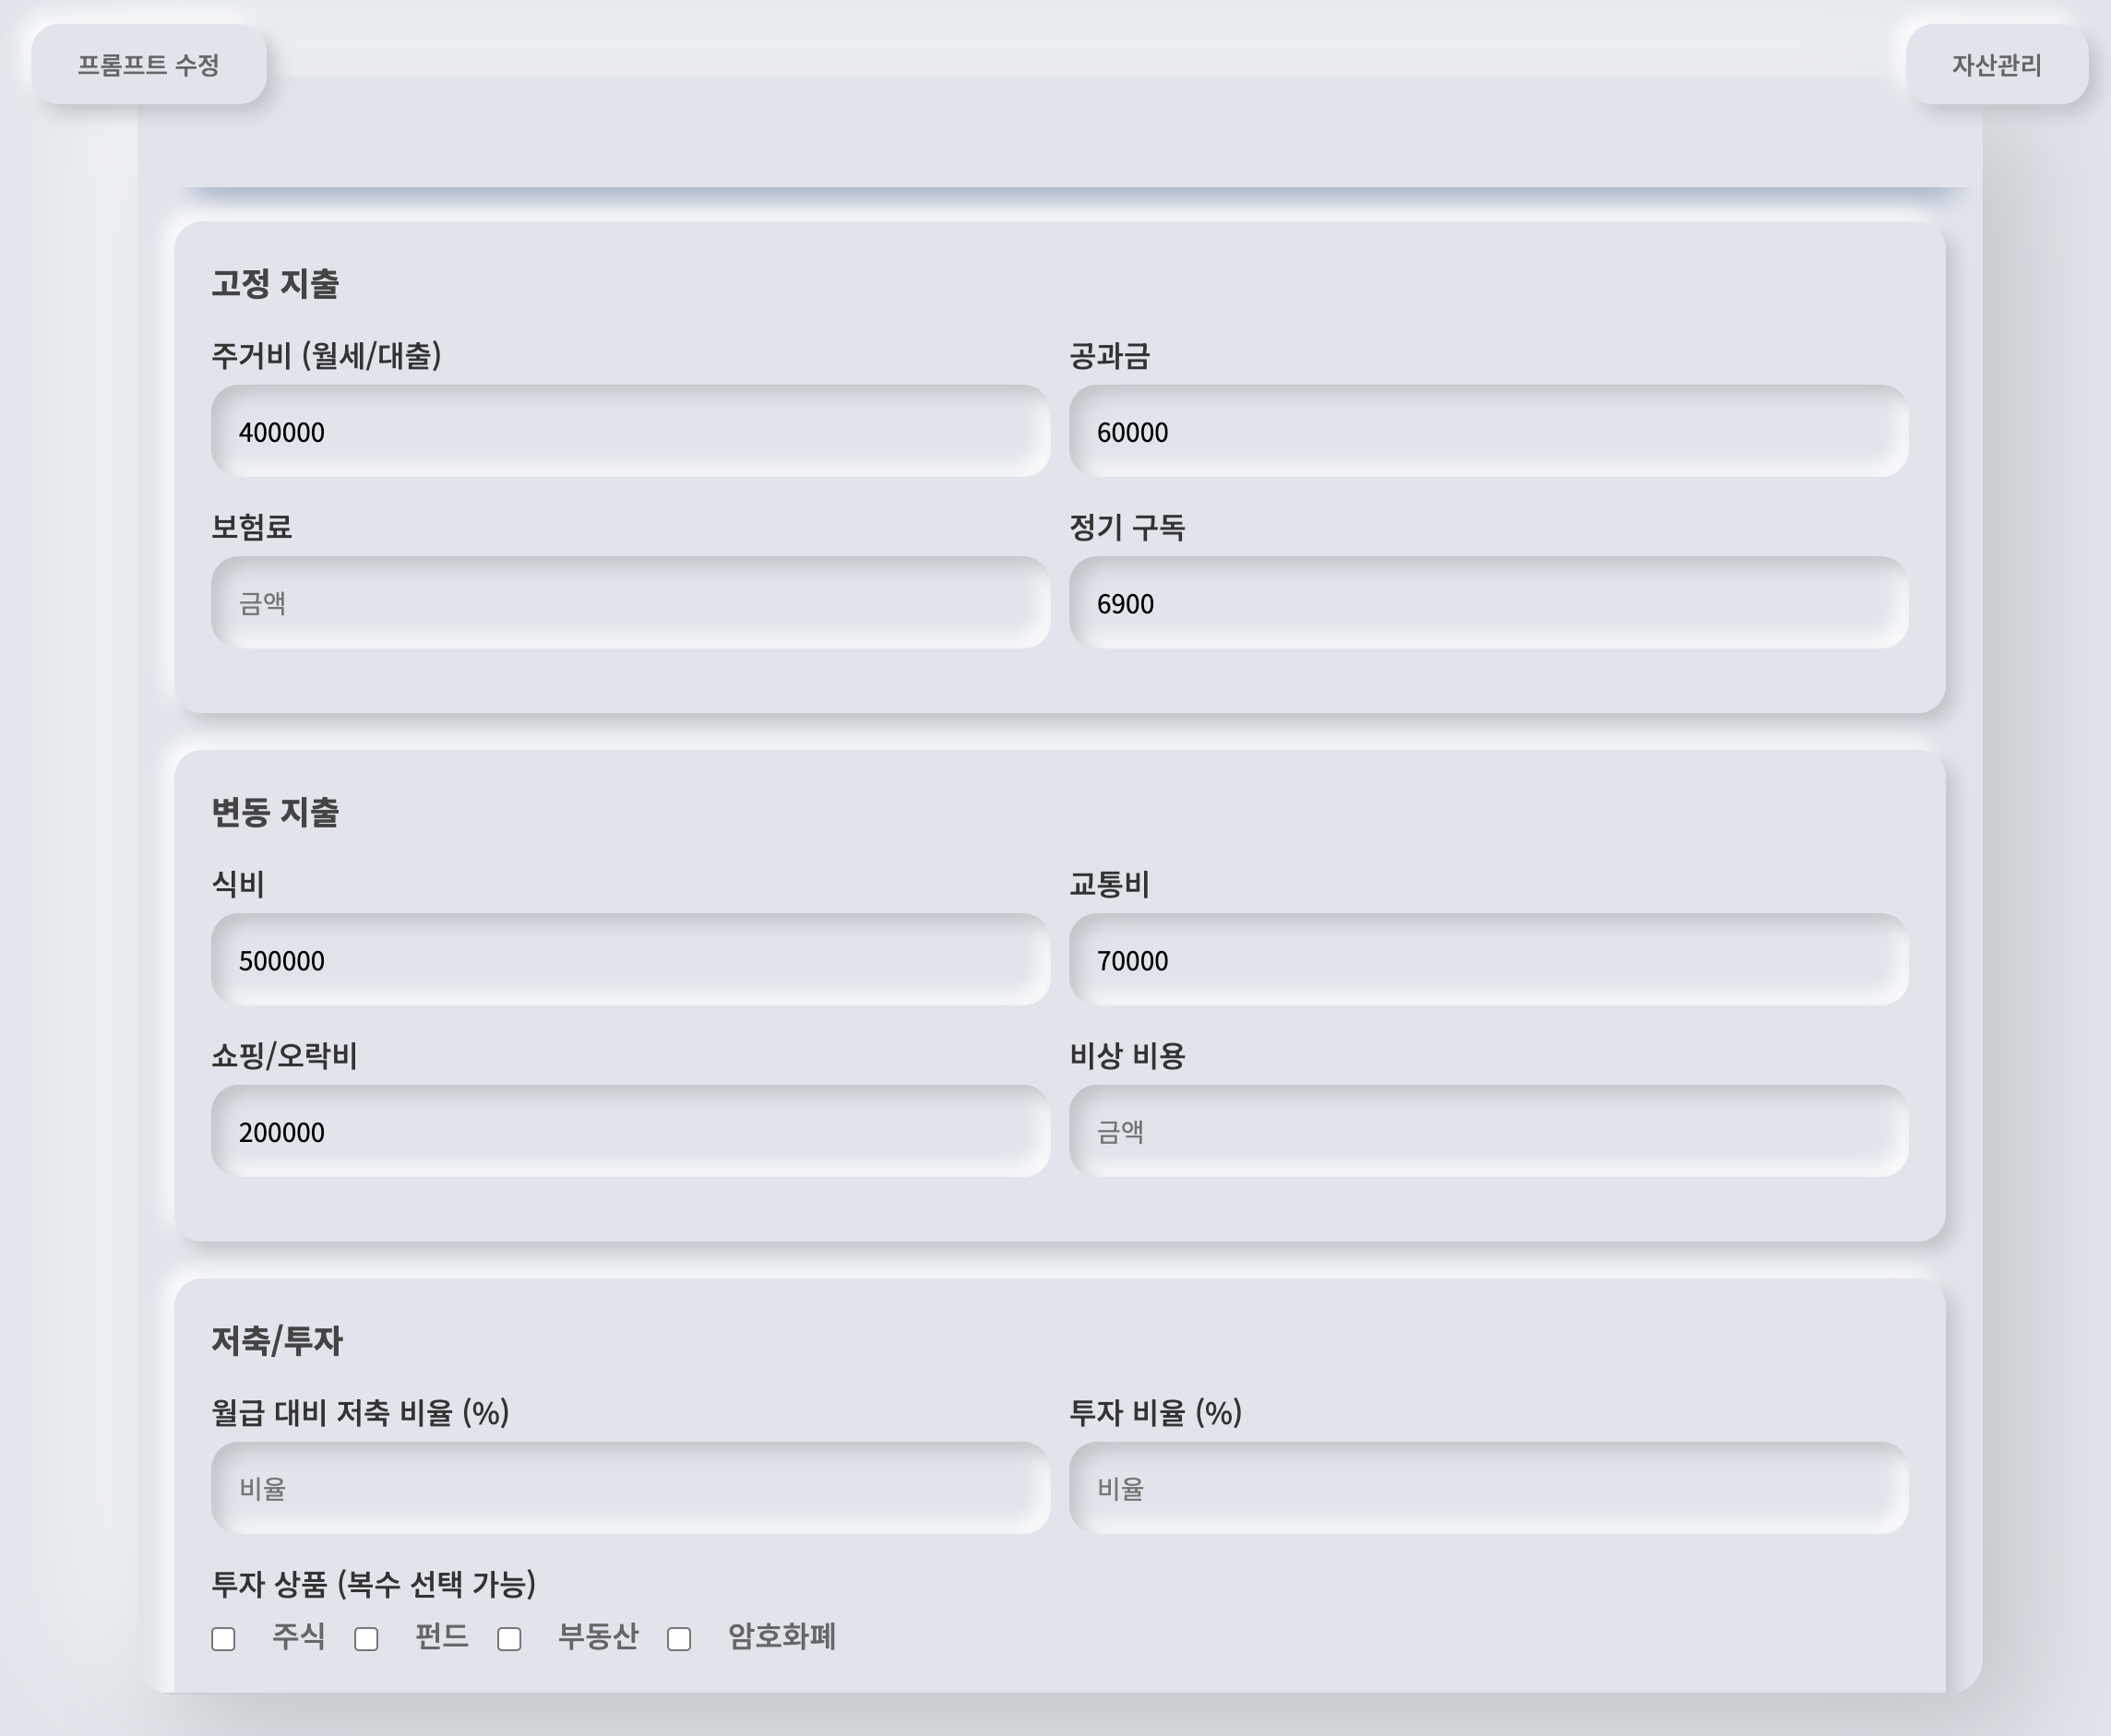 프롬프트 수정
자산관리
고정 지출
주거비 (월세/대출)
공과금
400000
60000
보험료
정기 구독
금액
6900
변동 지출
식비
교통비
500000
70000
쇼핑/오락비
비상 비용
200000
금액
저축/투자
월급 대비 저축 비율 (%)
투자 비율 (%)
비율
비율
투자 상품 (복수 선택 가능)
주식 펀드 부동산 암호화폐